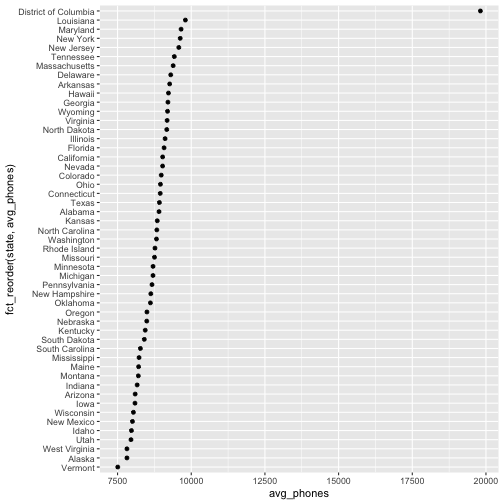 District of Columbia
Louisiana
Maryland
New York
New Jersey
Tennessee
Massachusetts
Delaware
Arkansas
Hawaii
Georgia
Wyoming
Virginia
North Dakota
Illinois
Florida
California
Nevada
Colorado
Ohio
Connecticut
Texas
Alabama
Kansas
North Carolina
Washington
Rhode Island
Missouri
Minnesota
Michigan
Pennsylvania
New Hampshire
Oklahoma
Oregon
Nebraska
Kentucky
South Dakota
South Carolina
Mississippi
Maine
Montana
Indiana
Arizona
Iowa
Wisconsin
New Mexico
Idaho
Utah
West Virginia
Alaska
Vermont
fct_reorder(state, avg_phones)
7500 10000 12500 15000 17500 20000
avg_phones